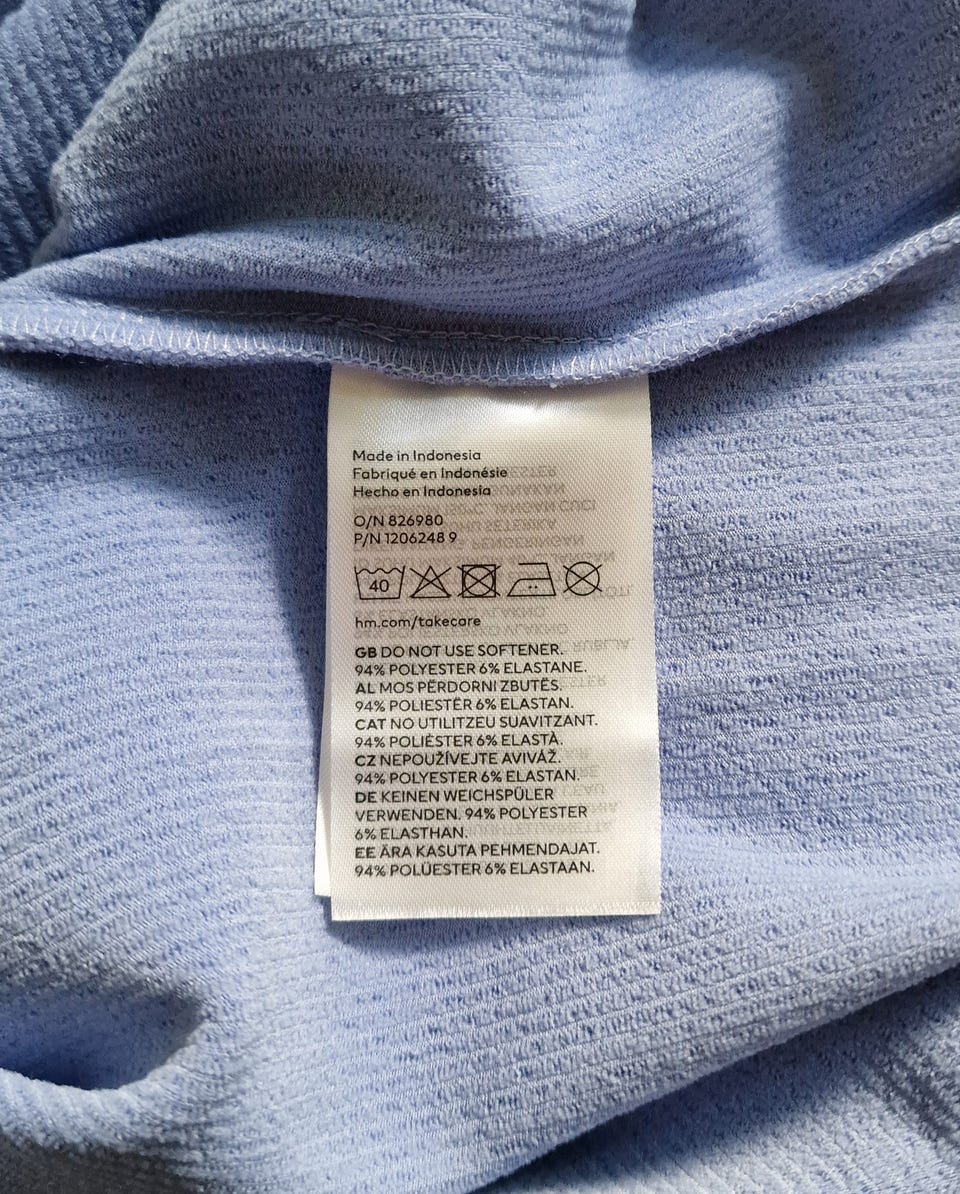 Made in Indonesia
Fabriqué en Indonésie
Hecho en Indonesia
O/N 826980
P/N 1206248 9
40
hm.com/takecare
GB DO NOT USE SOFTENER.
94% POLYESTER 6% ELASTANE.
AL MOS PËRDORNI ZBUTËS.
94% POLIESTËR 6% ELASTAN.
CAT NO UTILITZEU SUAVITZANT.
94% POLIÈSTER 6% ELASTÀ.
CZ NEPOUŽÍVEJTE AVIVÁŽ.
94% POLYESTER 6% ELASTAN.
DE KEINEN WEICHSPÜLER
VERWENDEN. 94% POLYESTER
6% ELASTHAN.
EE ÄRA KASUTA PEHMENDAJAT.
94% POLÜESTER 6% ELASTAAN.